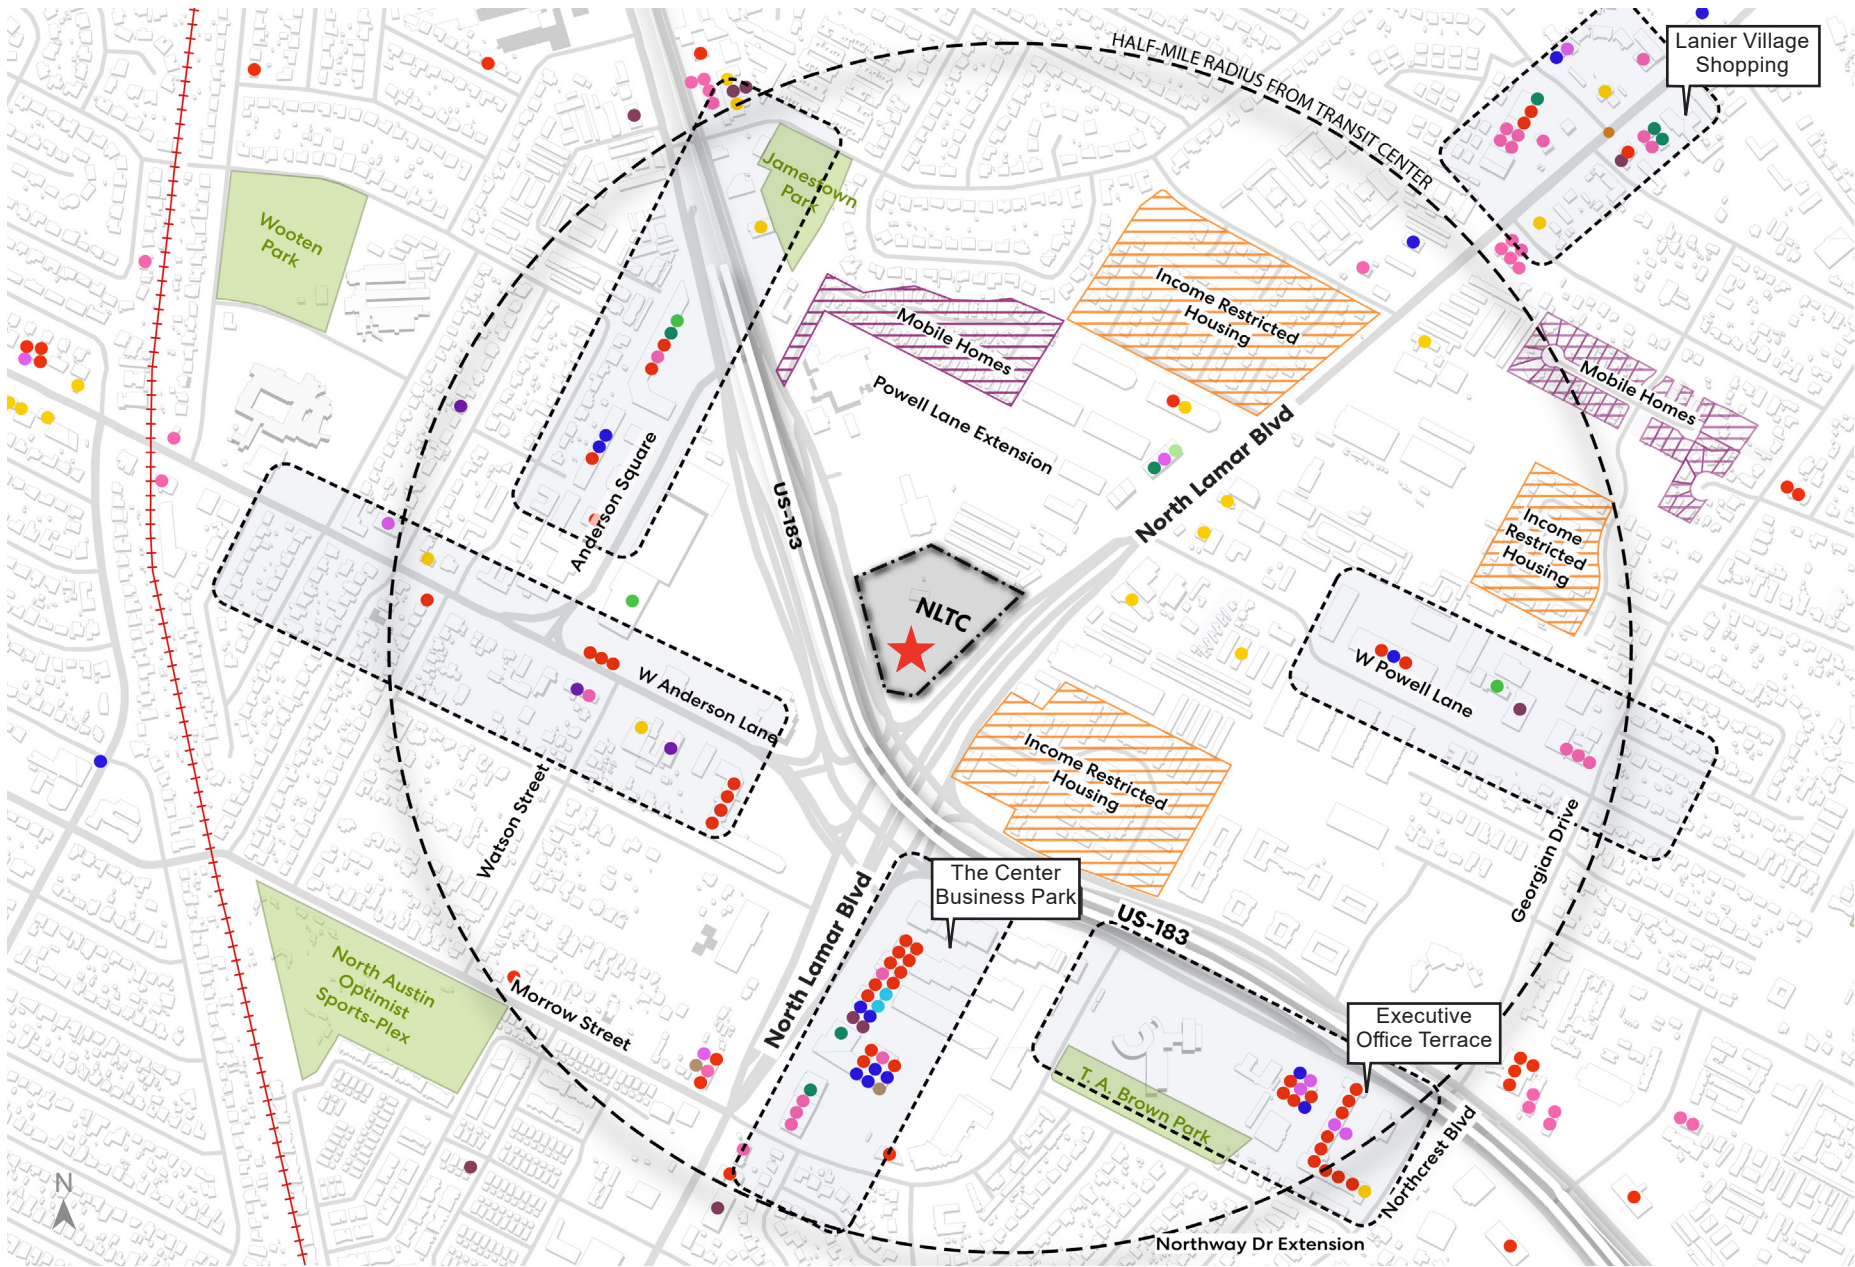 HALF-MILE RADIUS FROM TRANSIT CENTER
Lanier Village
Shopping
Jamestown
Park
Wooten
Park
Income Restricted
Housing
Mobile Homes
Mobile Homes
Powell Lane Extension
North Lamar Blvd
Anderson Square
US-183
Income
Restricted
Housing
NLTC
W Anderson Lane
W Powell Lane
Income Restricted
Housing
Watson Street
Georgian Drive
The Center
Business Park
North Lamar Blvd
US-183
North Austin
Optimist
Sports-Plex
Morrow Street
Executive
Office Terrace
T. A. Brown Park
Northcrest Blvd
N
Northway Dr Extension